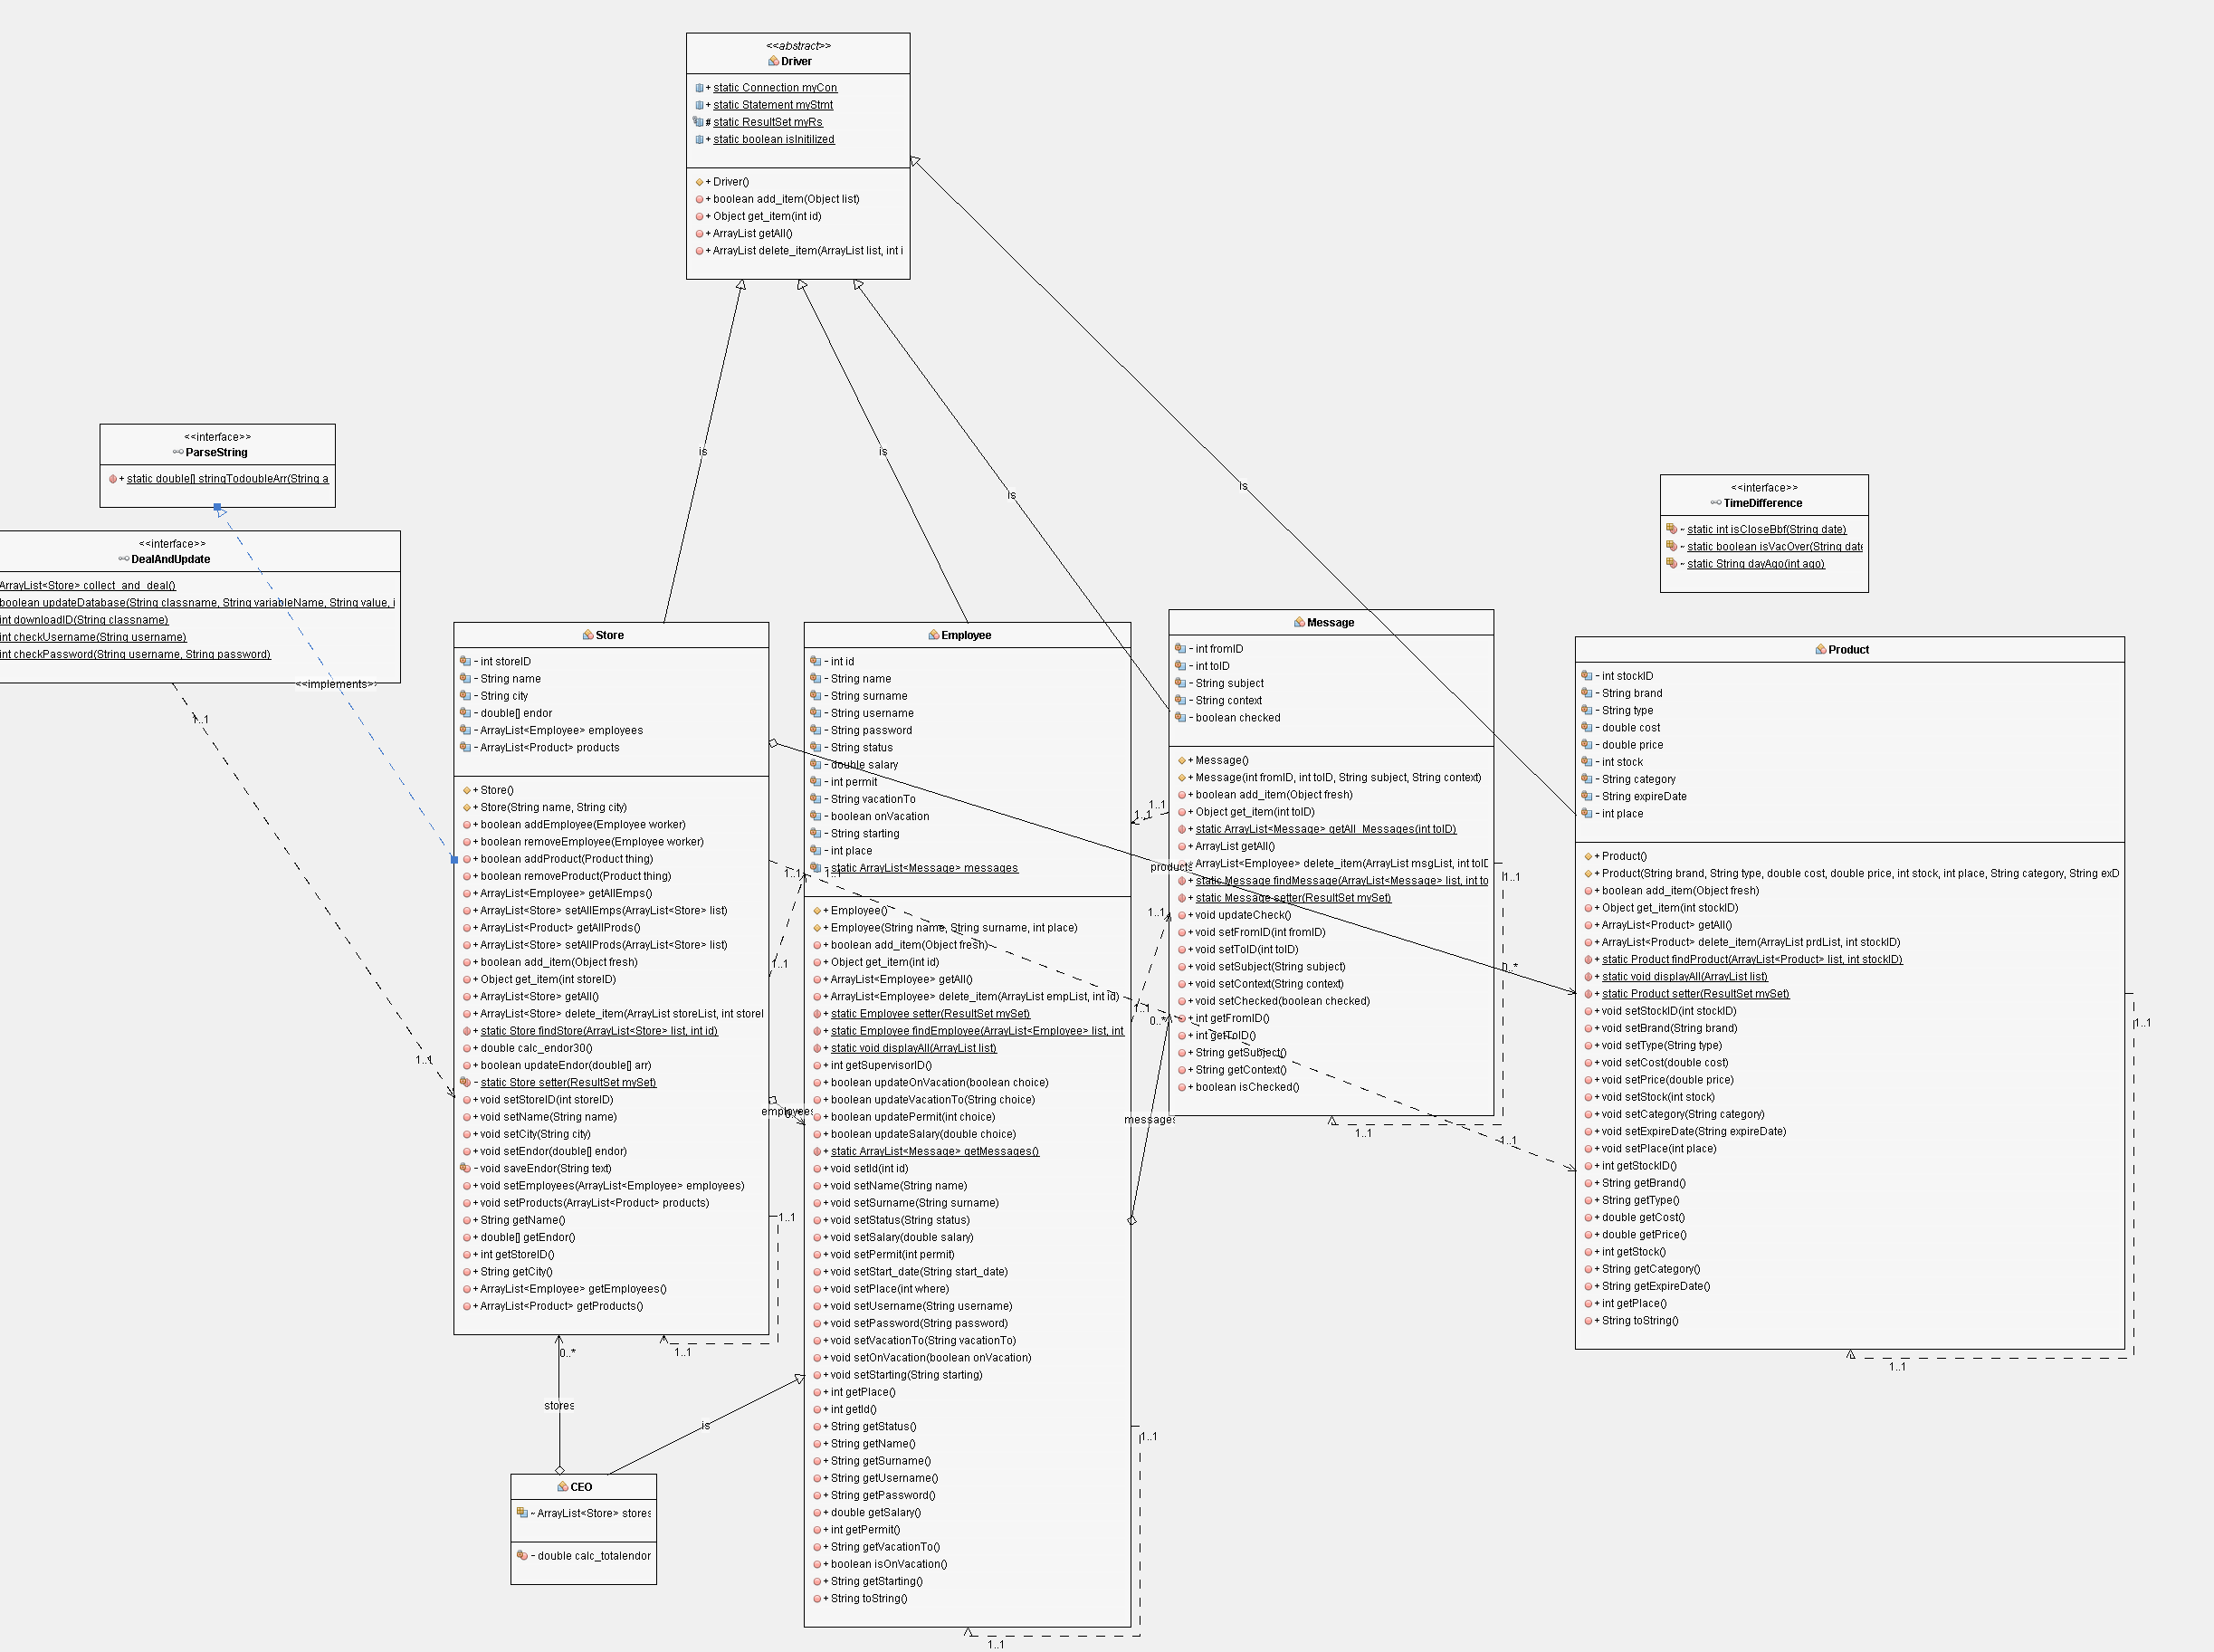 <<abstract>>
Driver
+ static Connection myCon
+ static Statement myStmt
# static ResultSet myRs
+ static boolean isInitilized
+ Driver()
+ boolean add_item(Object list)
+ Object get_item(int id)
+ ArrayList getAll()
+ ArrayList delete_item(ArrayList list, int i
is
is
is
is
<<interface>>
ParseString
+ static double[] stringTodoubleArr(String a
<<interface>>
DealAndUpdate
ArrayList<Store> collect_and_deal()
boolean updateDatabase(String classname, String variableName, String value, i
int downloadID(String classname)
int checkUsername(String username)
int checkPassword(String username, String password)
<<implements>>
1..1
1..1
<<interface>>
TimeDifference
~ static int isCloseBbf(String date)
~ static boolean isVacOver(String date
~ static String dayAgo(int ago)
Store
- int storeID
- String name
- String city
- double[] endor
- ArrayList<Employee> employees
- ArrayList<Product> products
+ Store()
+ Store(String name, String city)
+ boolean addEmployee(Employee worker)
+ boolean removeEmployee(Employee worker)
+ boolean addProduct(Product thing)
+ boolean removeProduct(Product thing)
+ ArrayList<Employee> getAllEmps()
+ ArrayList<Store> setAllEmps(ArrayList<Store> list)
+ ArrayList<Product> getAllProds()
+ ArrayList<Store> setAllProds(ArrayList<Store> list)
+ boolean add_item(Object fresh)
+ Object get_item(int storeID)
+ ArrayList<Store> getAll()
+ ArrayList<Store> delete_item(ArrayList storeList, int storeI
+ static Store findStore(ArrayList<Store> list, int id)
+ double calc_endor30()
+ boolean updateEndor(double[] arr)
- static Store setter(ResultSet mySet)
+ void setStoreID(int storeID)
+ void setName(String name)
+ void setCity(String city)
+ void setEndor(double[] endor)
- void saveEndor(String text)
+ void setEmployees(ArrayList<Employee> employees)
+ void setProducts(ArrayList<Product> products)
+ String getName()
+ double[] getEndor()
+ int getStoreID()
+ String getCity()
+ ArrayList<Employee> getEmployees()
+ ArrayList<Product> getProducts()
1..1
1..1
1..1
1..1
1..1
employees
0..*
Employee
- int id
- String name
- String surname
- String username
- String password
- String status
- double salary
- int permit
- String vacationTo
- boolean onVacation
- String starting
- int place
- static ArrayList<Message> messages
+ Employee()
+ Employee(String name, String surname, int place)
+ boolean add_item(Object fresh)
+ Object get_item(int id)
+ ArrayList<Employee> getAll()
+ ArrayList<Employee> delete_item(ArrayList empList, int id)
+ static Employee setter(ResultSet mySet)
+ static Employee findEmployee(ArrayList<Employee> list, int
+ static void displayAll(ArrayList list)
+ int getSupervisorID()
+ boolean updateOnVacation(boolean choice)
+ boolean updateVacationTo(String choice)
+ boolean updatePermit(int choice)
+ boolean updateSalary(double choice)
+ static ArrayList<Message> getMessages()
+ void setId(int id)
+ void setName(String name)
+ void setSurname(String surname)
+ void setStatus(String status)
+ void setSalary(double salary)
+ void setPermit(int permit)
+ void setStart_date(String start_date)
+ void setPlace(int where)
+ void setUsername(String username)
+ void setPassword(String password)
+ void setVacationTo(String vacationTo)
+ void setOnVacation(boolean onVacation)
+ void setStarting(String starting)
+ int getPlace()
+ int getId()
+ String getStatus()
+ String getName()
+ String getSurname()
+ String getUsername()
+ String getPassword()
+ double getSalary()
+ int getPermit()
+ String getVacationTo()
+ boolean isOnVacation()
+ String getStarting()
+ String toString()
1..1
1..1
1..1
1..1
1..1
1..1
0..*
messages
products
0..*
Message
- int fromID
- int toID
- String subject
- String context
- boolean checked
+ Message()
+ Message(int fromID, int toID, String subject, String context)
+ boolean add_item(Object fresh)
+ Object get_item(int toID)
+ static ArrayList<Message> getAll_Messages(int toID)
+ ArrayList getAll()
+ ArrayList<Employee> delete_item(ArrayList msgList, int toID
+ static Message findMessage(ArrayList<Message> list, int to
+ static Message setter(ResultSet mySet)
+ void updateCheck()
+ void setFromID(int fromID)
+ void setToID(int toID)
+ void setSubject(String subject)
+ void setContext(String context)
+ void setChecked(boolean checked)
+ int getFromID()
+ int getToID()
+ String getSubject()
+ String getContext()
+ boolean isChecked()
1..1
1..1
1..1
Product
- int stockID
- String brand
- String type
- double cost
- double price
- int stock
- String category
- String expireDate
- int place
+ Product()
+ Product(String brand, String type, double cost, double price, int stock, int place, String category, String exD
+ boolean add_item(Object fresh)
+ Object get_item(int stockID)
+ ArrayList<Product> getAll()
+ ArrayList<Product> delete_item(ArrayList prdList, int stockID)
+ static Product findProduct(ArrayList<Product> list, int stockID)
+ static void displayAll(ArrayList list)
+ static Product setter(ResultSet mySet)
+ void setStockID(int stockID)
+ void setBrand(String brand)
+ void setType(String type)
+ void setCost(double cost)
+ void setPrice(double price)
+ void setStock(int stock)
+ void setCategory(String category)
+ void setExpireDate(String expireDate)
+ void setPlace(int place)
+ int getStockID()
+ String getBrand()
+ String getType()
+ double getCost()
+ double getPrice()
+ int getStock()
+ String getCategory()
+ String getExpireDate()
+ int getPlace()
+ String toString()
1..1
1..1
0..*
stores
is
CEO
~ ArrayList<Store> stores
- double calc_totalendor